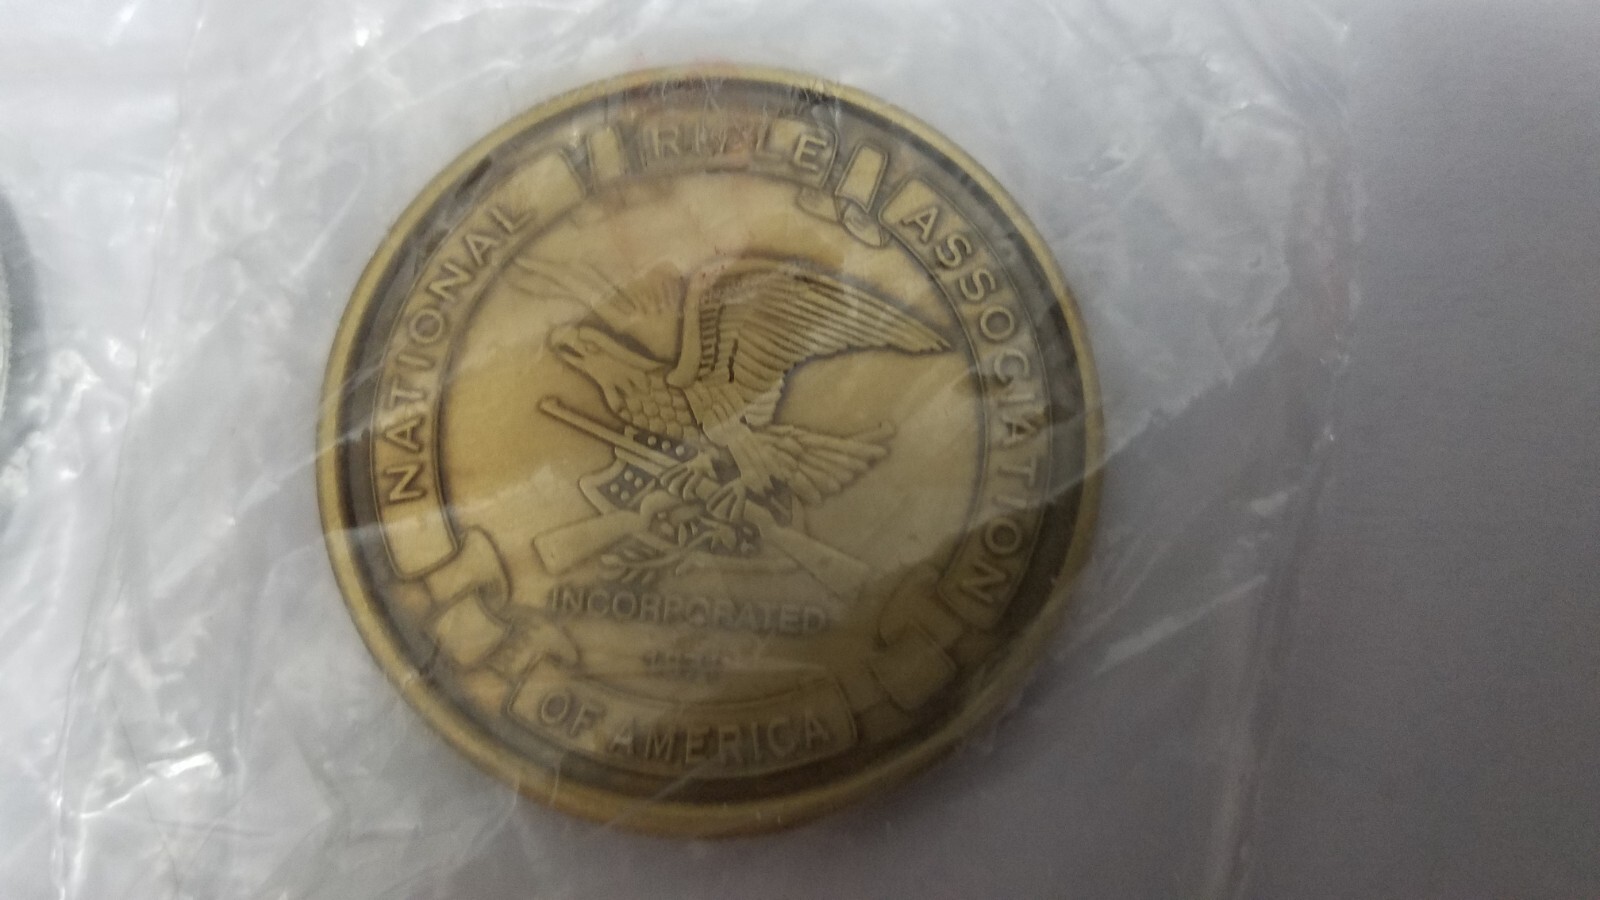 NATIONAL RIFLE ASSOCIATION
INCORPORATED
OF AMERICA